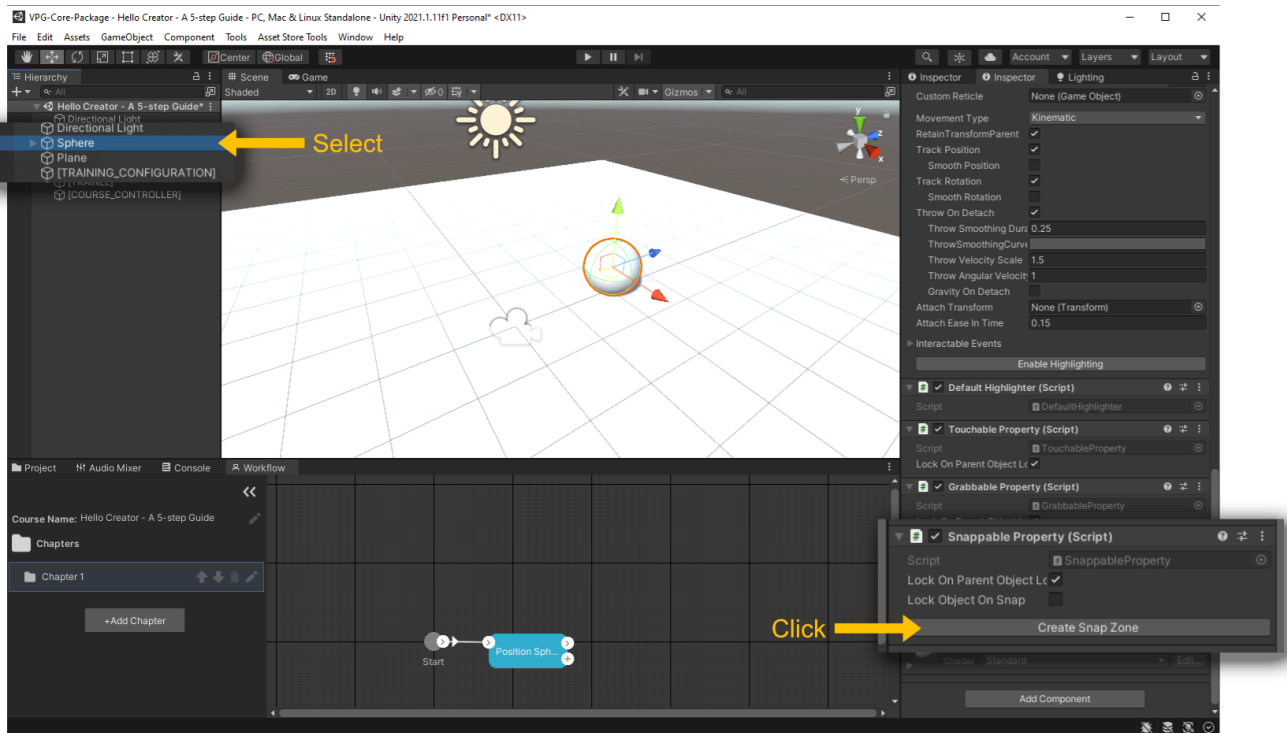 VPG-Core-Package - Hello Creator - A 5-step Guide - PC, Mac & Linux Standalone - Unity 2021.1.11f1 Personal* <DX11>
File Edit Assets GameObject Component Tools Asset Store Tools Window Help
Center Global Account Layers Layout
Hierarchy
All
Hello Creator - A 5-step Guide*
Directional Light
Directional Light
Sphere
Plane
[TRAINING_CONFIGURATION]
[TRAINEE]
[COURSE_CONTROLLER]
Select
Scene Game
Shaded 2D 0 Gizmos All
y
z
x
Persp
Inspector Inspector Lighting
Custom Reticle None (Game Object)
Movement Type Kinematic
RetainTransformParent
Track Position
Smooth Position
Track Rotation
Smooth Rotation
Throw On Detach
Throw Smoothing Dura 0.25
ThrowSmoothingCurve
Throw Velocity Scale 1.5
Throw Angular Velocit 1
Gravity On Detach
Attach Transform None (Transform)
Attach Ease In Time 0.15
Interactable Events
Enable Highlighting
Default Highlighter (Script)
Script DefaultHighlighter
Touchable Property (Script)
Script TouchableProperty
Lock On Parent Object Lo
Grabbable Property (Script)
Script GrabbableProperty
Snappable Property (Script)
Script SnappableProperty
Lock On Parent Object Lo
Lock Object On Snap
Click
Create Snap Zone
Shader Standard Edit...
Add Component
Project Audio Mixer Console Workflow
Course Name: Hello Creator - A 5-step Guide
Chapters
Chapter 1
+Add Chapter
Start
Position Sph...